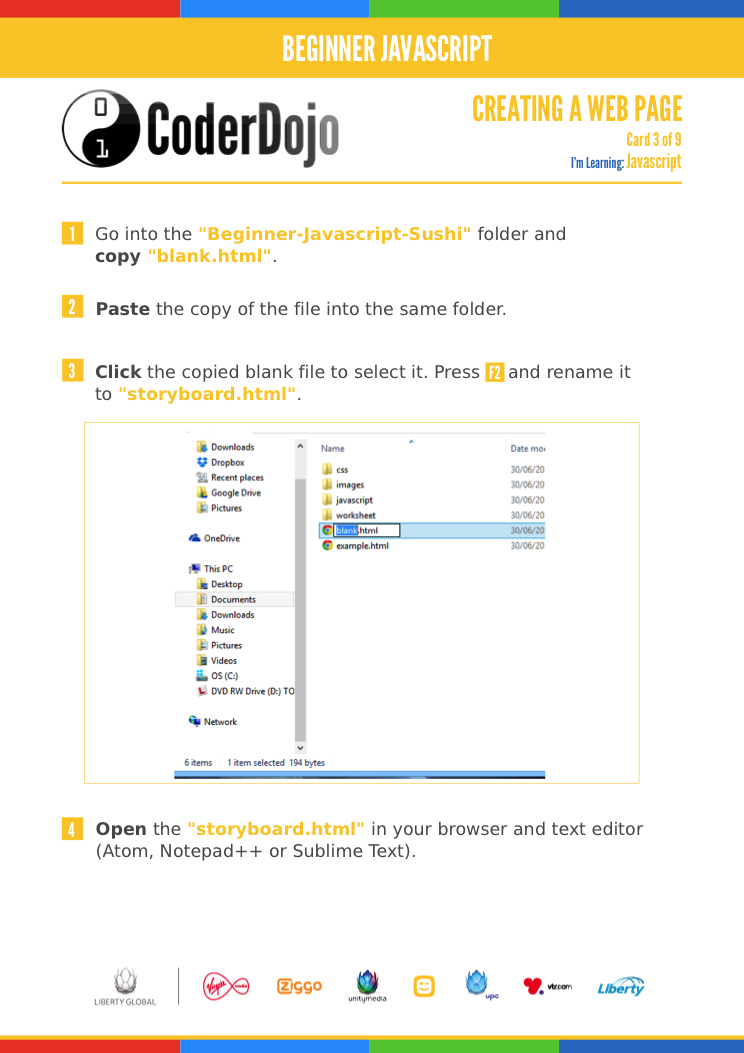 BEGINNER JAVASCRIPT
0
1
CoderDojo
CREATING A WEB PAGE
Card 3 of 9
I'm Learning: Javascript
1 Go into the "Beginner-Javascript-Sushi" folder and
copy "blank.html".
2 Paste the copy of the file into the same folder.
3 Click the copied blank file to select it. Press F2 and rename it
to "storyboard.html".
Downloads
Dropbox
Recent places
Google Drive
Pictures
OneDrive
This PC
Desktop
Documents
Downloads
Music
Pictures
Videos
OS (C:)
DVD RW Drive (D:) TO
Network
Name Date mo
css 30/06/20
images 30/06/20
javascript 30/06/20
worksheet 30/06/20
blank.html 30/06/20
example.html 30/06/20
6 items 1 item selected 194 bytes
4 Open the "storyboard.html" in your browser and text editor
(Atom, Notepad++ or Sublime Text).
LIBERTY GLOBAL
Virgin media
Ziggo
unitymedia
upc
vtr.com
Liberty